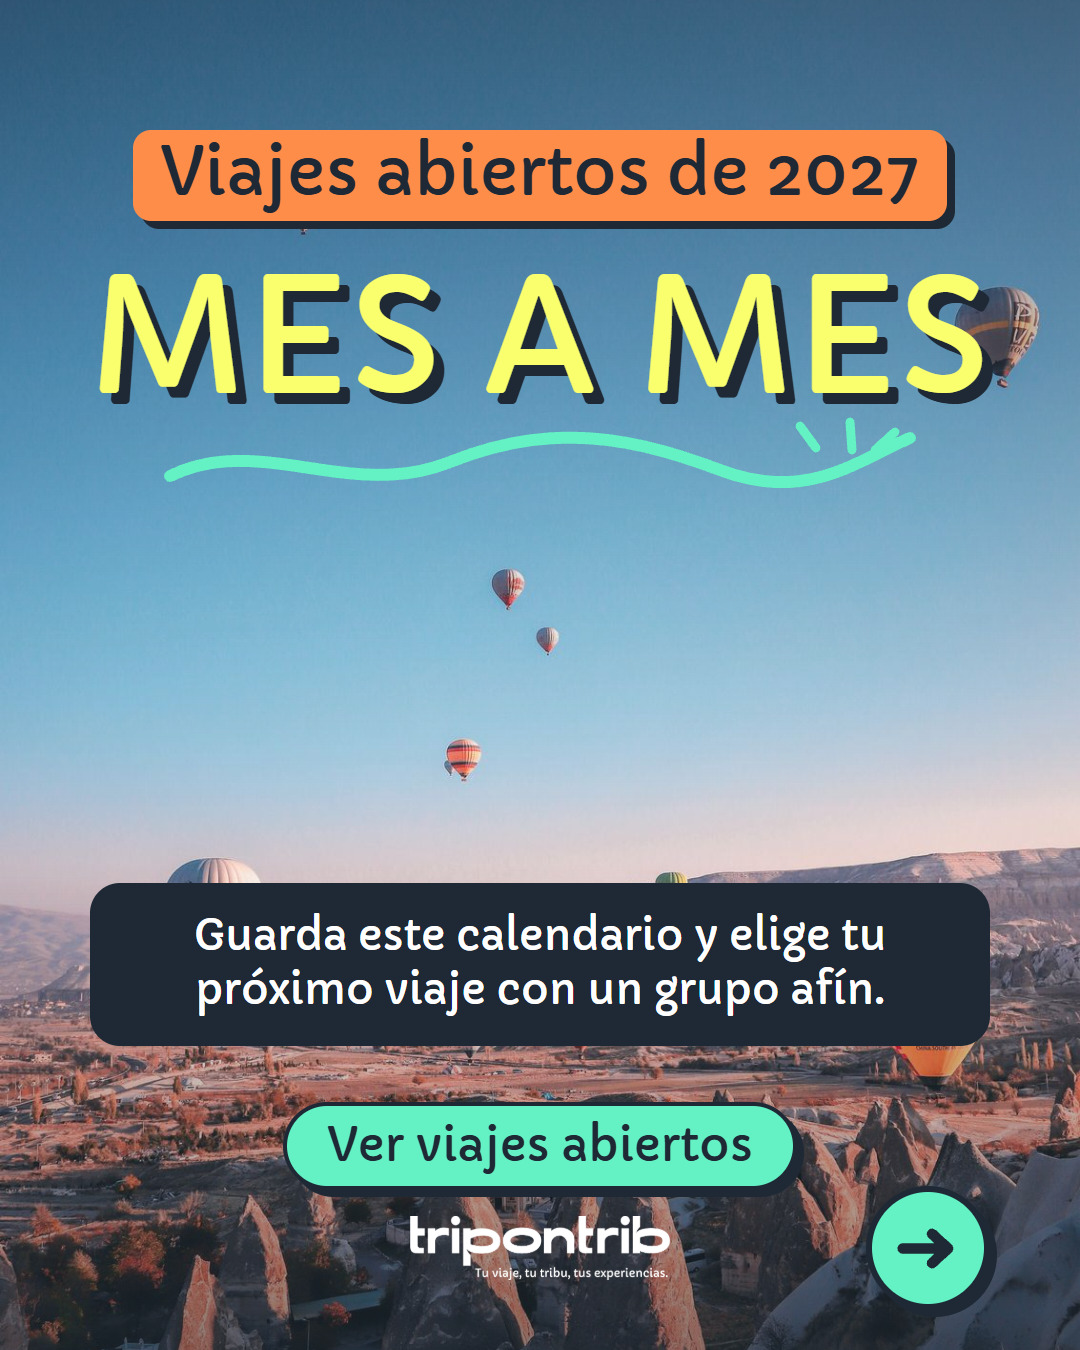 Viajes abiertos de 2027
MES A MES
Guarda este calendario y elige tu
próximo viaje con un grupo afín.
Ver viajes abiertos
tripontrib
Tu viaje, tu tribu, tus experiencias.